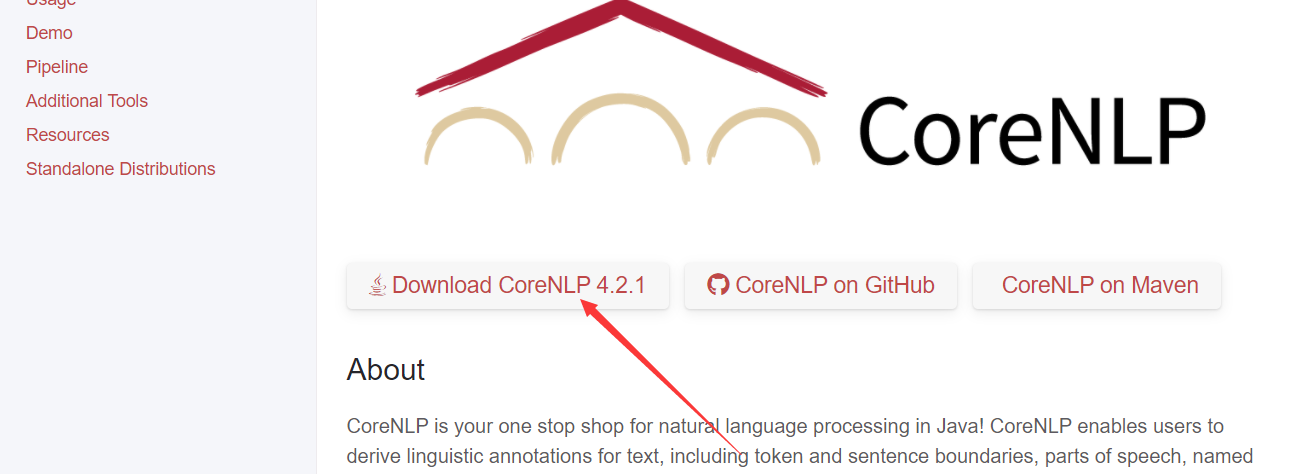 Usage
Demo
Pipeline
Additional Tools
Resources
Standalone Distributions
CoreNLP
Download CoreNLP 4.2.1
CoreNLP on GitHub
CoreNLP on Maven
About
CoreNLP is your one stop shop for natural language processing in Java! CoreNLP enables users to
derive linguistic annotations for text, including token and sentence boundaries, parts of speech, named